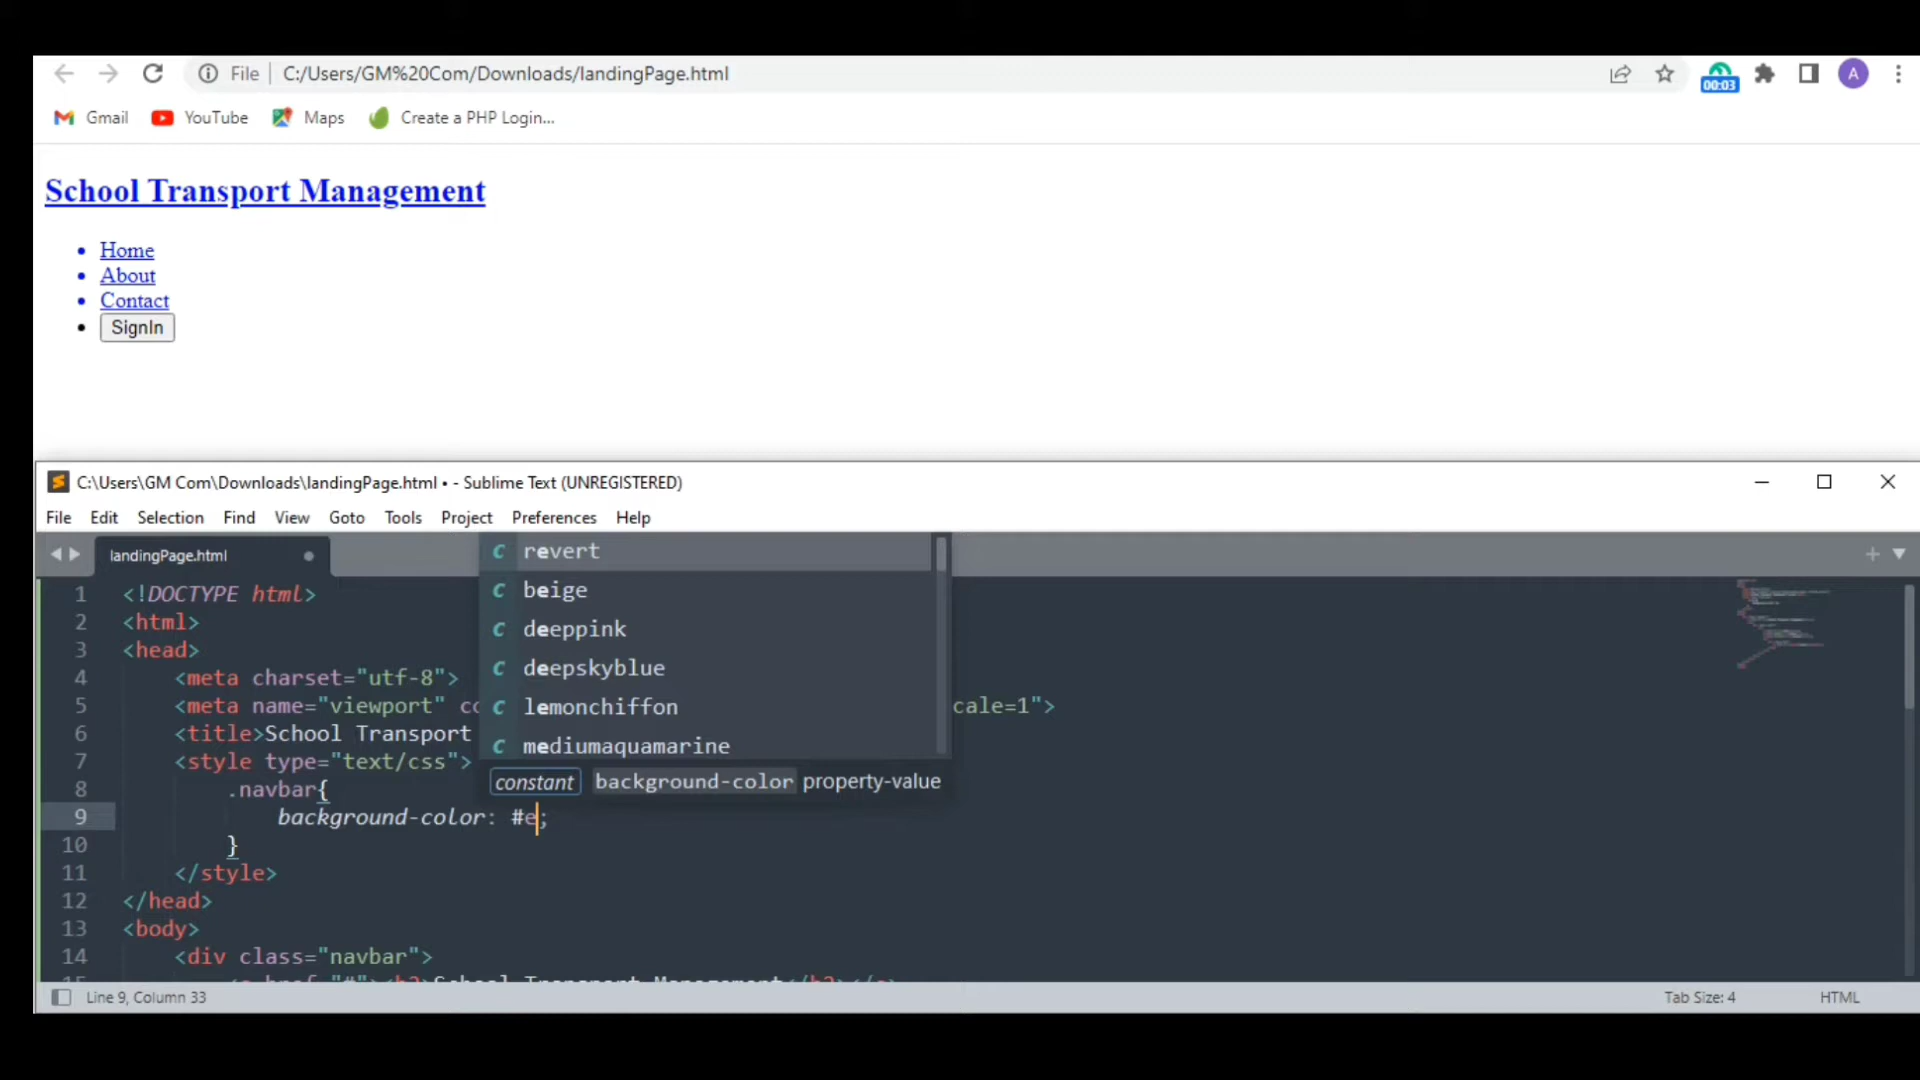 File C:/Users/GM%20Com/Downloads/landingPage.html
00:03
A
Gmail YouTube Maps Create a PHP Login...
School Transport Management
Home
About
Contact
SignIn
C:\Users\GM Com\Downloads\landingPage.html • - Sublime Text (UNREGISTERED)
File Edit Selection Find View Goto Tools Project Preferences Help
landingPage.html
c revert
c beige
c deeppink
c deepskyblue
c lemonchiffon
c mediumaquamarine
constant background-color property-value
1 <!DOCTYPE html>
2 <html>
3 <head>
4 <meta charset="utf-8">
5 <meta name="viewport" co cale=1">
6 <title>School Transport
7 <style type="text/css">
8 .navbar{
9 background-color: #e;
10 }
11 </style>
12 </head>
13 <body>
14 <div class="navbar">
Line 9, Column 33 Tab Size: 4 HTML